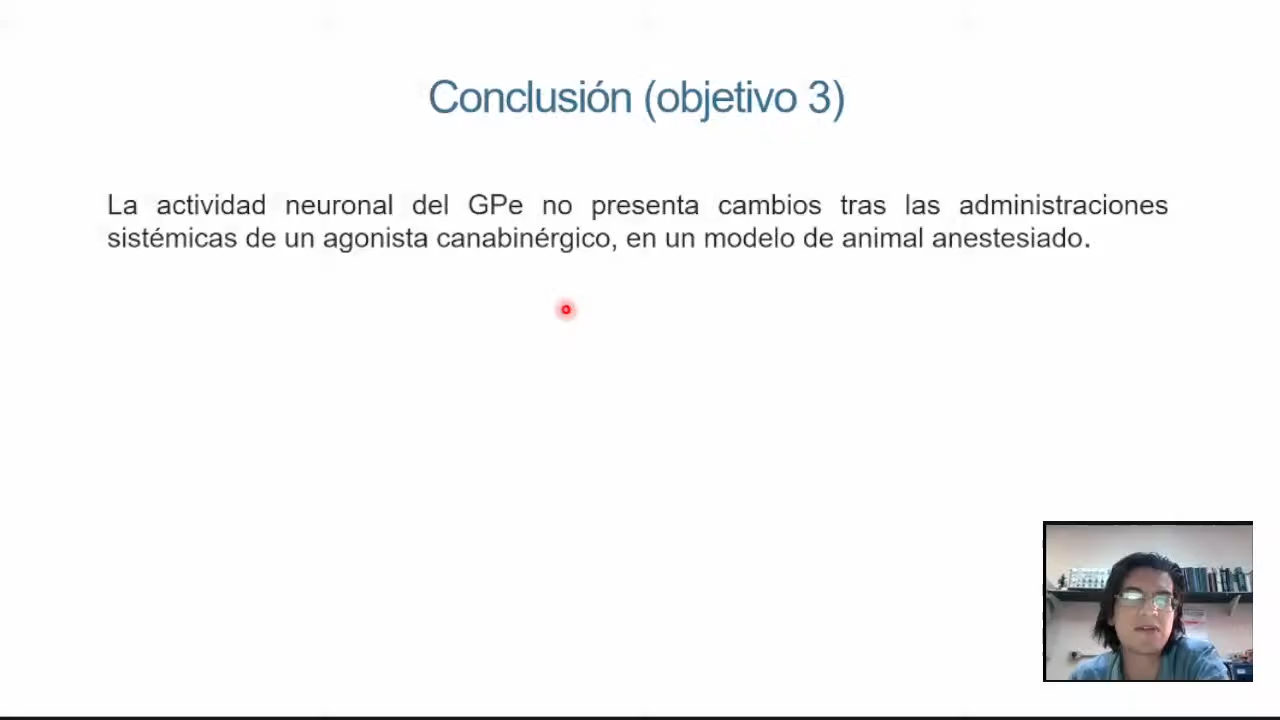 Conclusión (objetivo 3)
La actividad neuronal del GPe no presenta cambios tras las administraciones
sistémicas de un agonista canabinérgico, en un modelo de animal anestesiado.